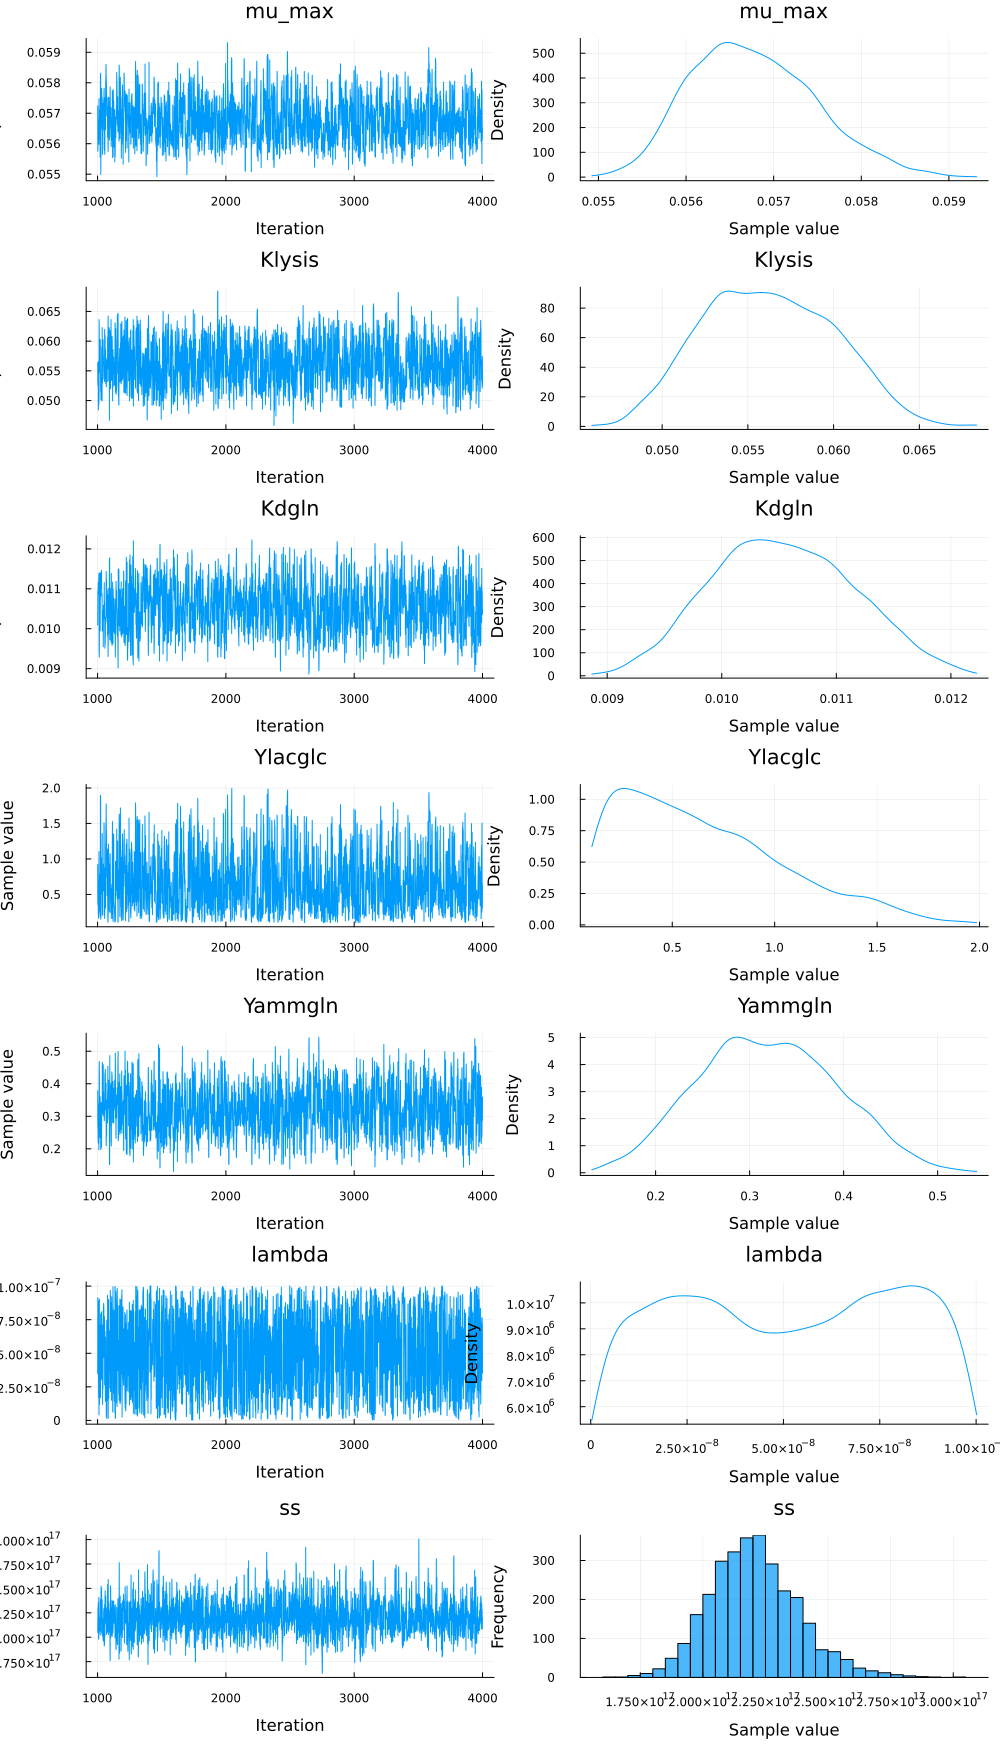 mu_max mu_max
0.059
0.058
0.057
0.056
0.055
1000 2000 3000 4000
Iteration
Density
500
400
300
200
100
0
0.055 0.056 0.057 0.058 0.059
Sample value
Klysis Klysis
0.065
0.060
0.055
0.050
1000 2000 3000 4000
Iteration
Density
80
60
40
20
0
0.050 0.055 0.060 0.065
Sample value
Kdgln Kdgln
0.012
0.011
0.010
0.009
1000 2000 3000 4000
Iteration
Density
600
500
400
300
200
100
0
0.009 0.010 0.011 0.012
Sample value
Ylacglc Ylacglc
Sample value
2.0
1.5
1.0
0.5
1000 2000 3000 4000
Iteration
Density
1.00
0.75
0.50
0.25
0.00
0.5 1.0 1.5 2.0
Sample value
Yammgln Yammgln
Sample value
0.5
0.4
0.3
0.2
1000 2000 3000 4000
Iteration
Density
5
4
3
2
1
0
0.2 0.3 0.4 0.5
Sample value
lambda lambda
1.00×10⁻⁷
7.50×10⁻⁸
5.00×10⁻⁸
2.50×10⁻⁸
0
1000 2000 3000 4000
Iteration
Density
1.0×10⁷
9.0×10⁶
8.0×10⁶
7.0×10⁶
6.0×10⁶
0 2.50×10⁻⁸ 5.00×10⁻⁸ 7.50×10⁻⁸ 1.00×10⁻
Sample value
ss ss
.000×10¹⁷
.750×10¹⁷
.500×10¹⁷
.250×10¹⁷
.000×10¹⁷
.750×10¹⁷
1000 2000 3000 4000
Iteration
Frequency
300
200
100
0
1.750×10¹⁷ 2.000×10¹⁷ 2.250×10¹⁷ 2.500×10¹⁷ 2.750×10¹⁷ 3.000×10¹⁷
Sample value